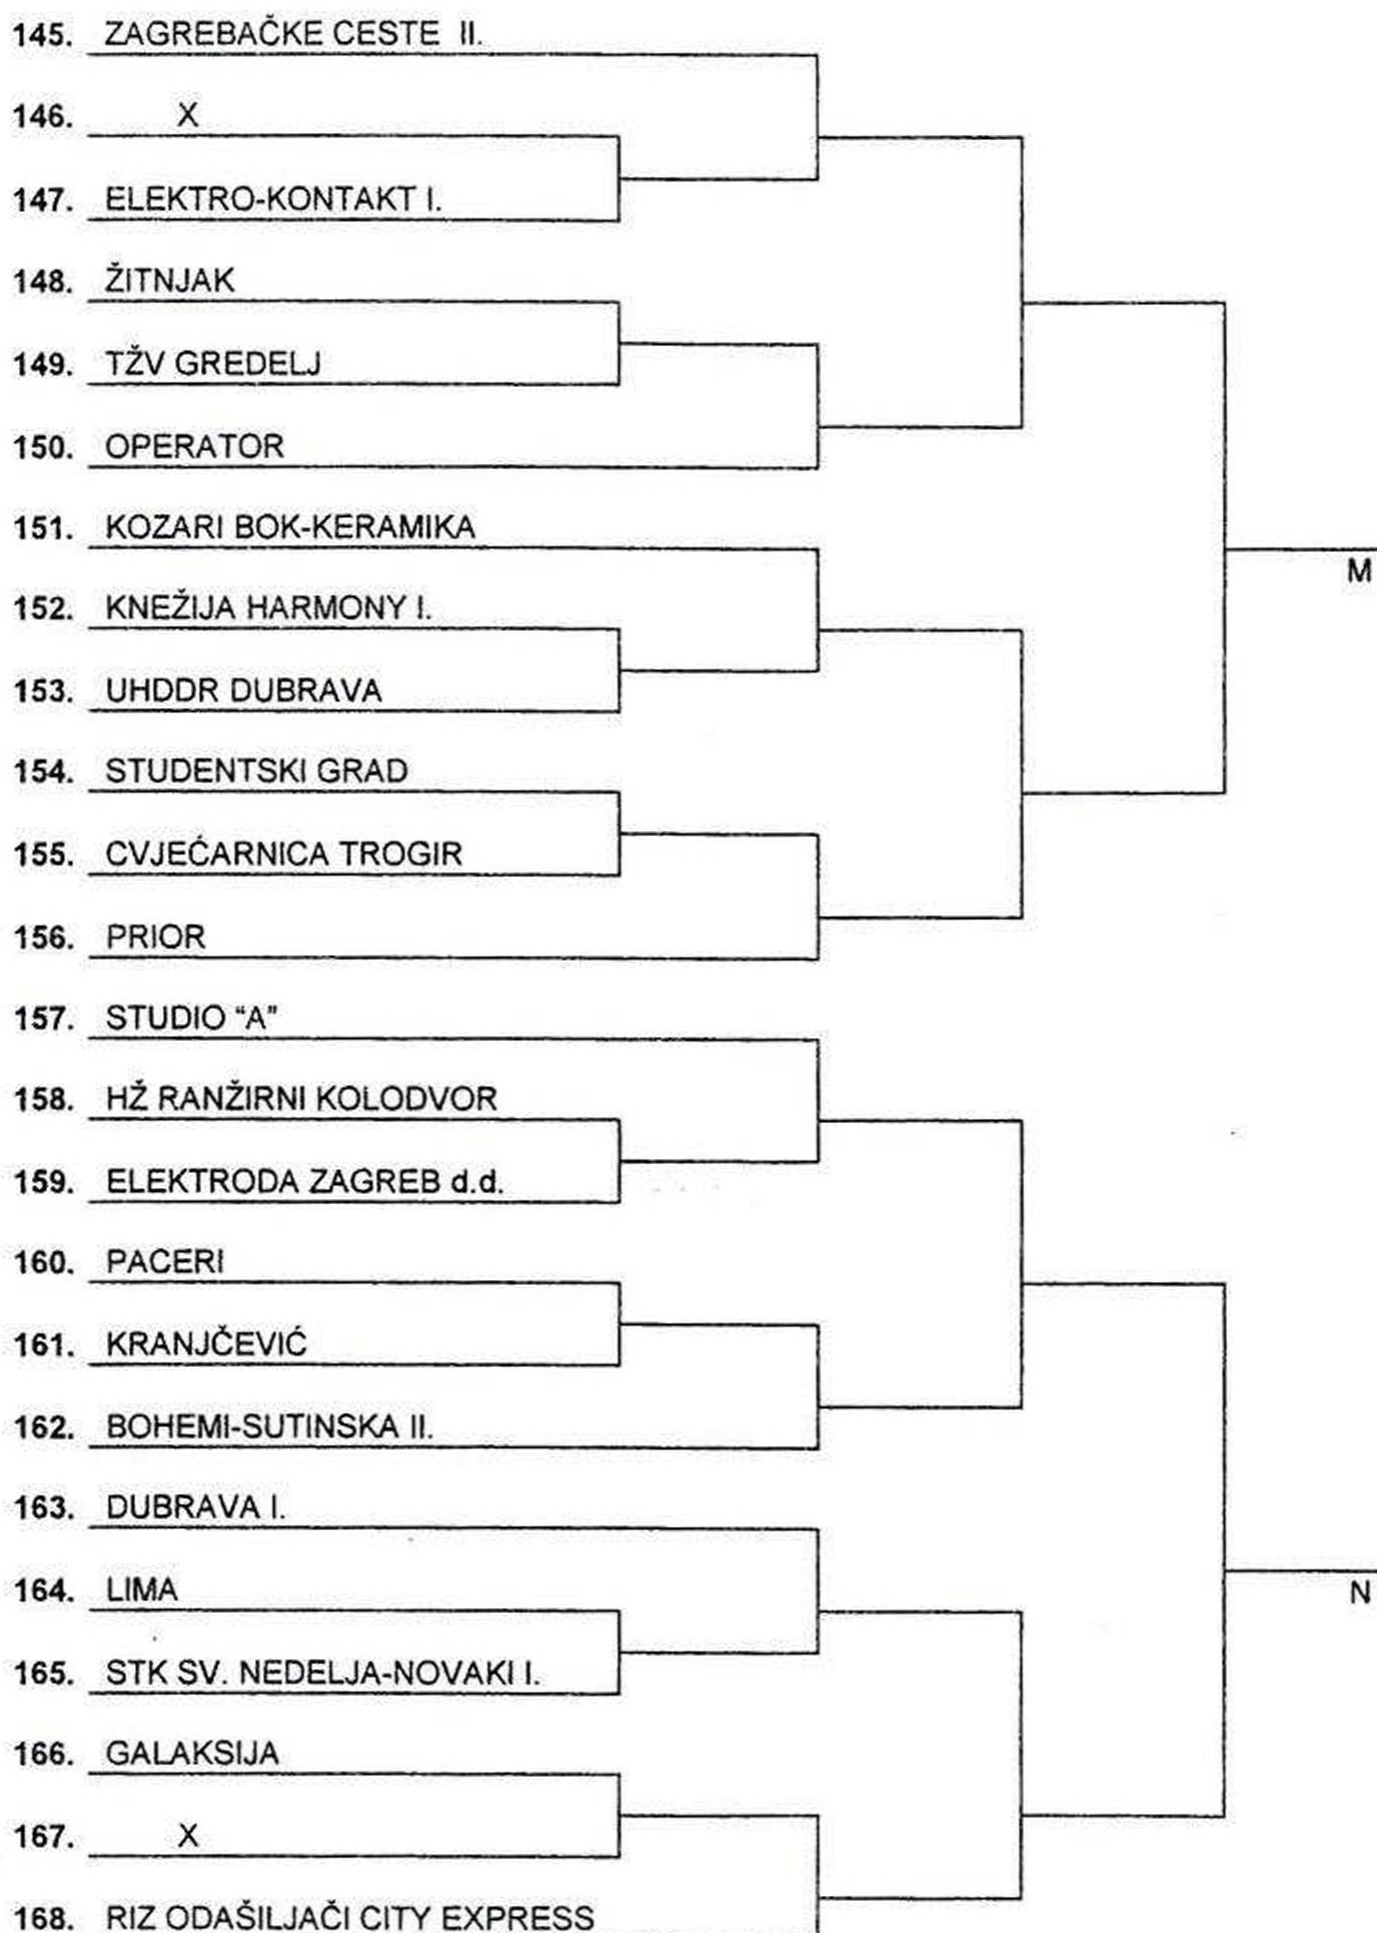 145. ZAGREBAČKE CESTE II.
146. X
147. ELEKTRO-KONTAKT I.
148. ŽITNJAK
149. TŽV GREDELJ
150. OPERATOR
151. KOZARI BOK-KERAMIKA
M
152. KNEŽIJA HARMONY I.
153. UHDDR DUBRAVA
154. STUDENTSKI GRAD
155. CVJEĆARNICA TROGIR
156. PRIOR
157. STUDIO “A”
158. HŽ RANŽIRNI KOLODVOR
159. ELEKTRODA ZAGREB d.d.
160. PACERI
161. KRANJČEVIĆ
162. BOHEMI-SUTINSKA II.
163. DUBRAVA I.
164. LIMA
N
165. STK SV. NEDELJA-NOVAKI I.
166. GALAKSIJA
167. X
168. RIZ ODAŠILJAČI CITY EXPRESS